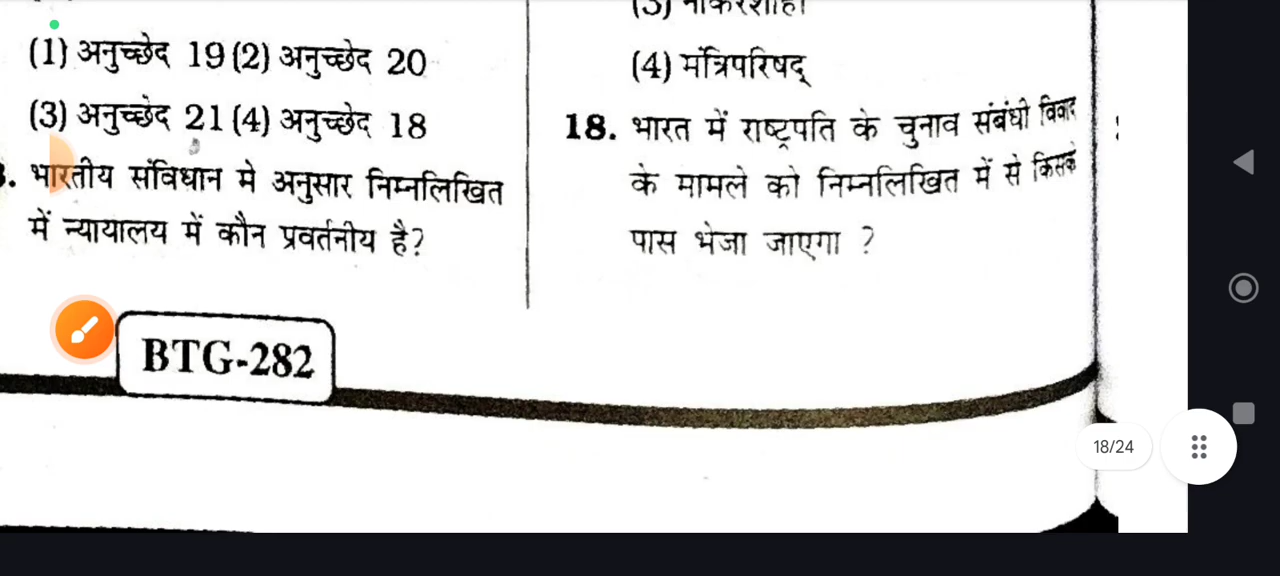 (1) अनुच्छेद 19 (2) अनुच्छेद 20
(3) अनुच्छेद 21 (4) अनुच्छेद 18
. भारतीय संविधान मे अनुसार निम्नलिखित
में न्यायालय में कौन प्रवर्तनीय है?
BTG-282
(4) मंत्रिपरिषद्
18. भारत में राष्ट्रपति के चुनाव संबंधी विवाद
के मामले को निम्नलिखित में से किसके
पास भेजा जाएगा ?
18/24